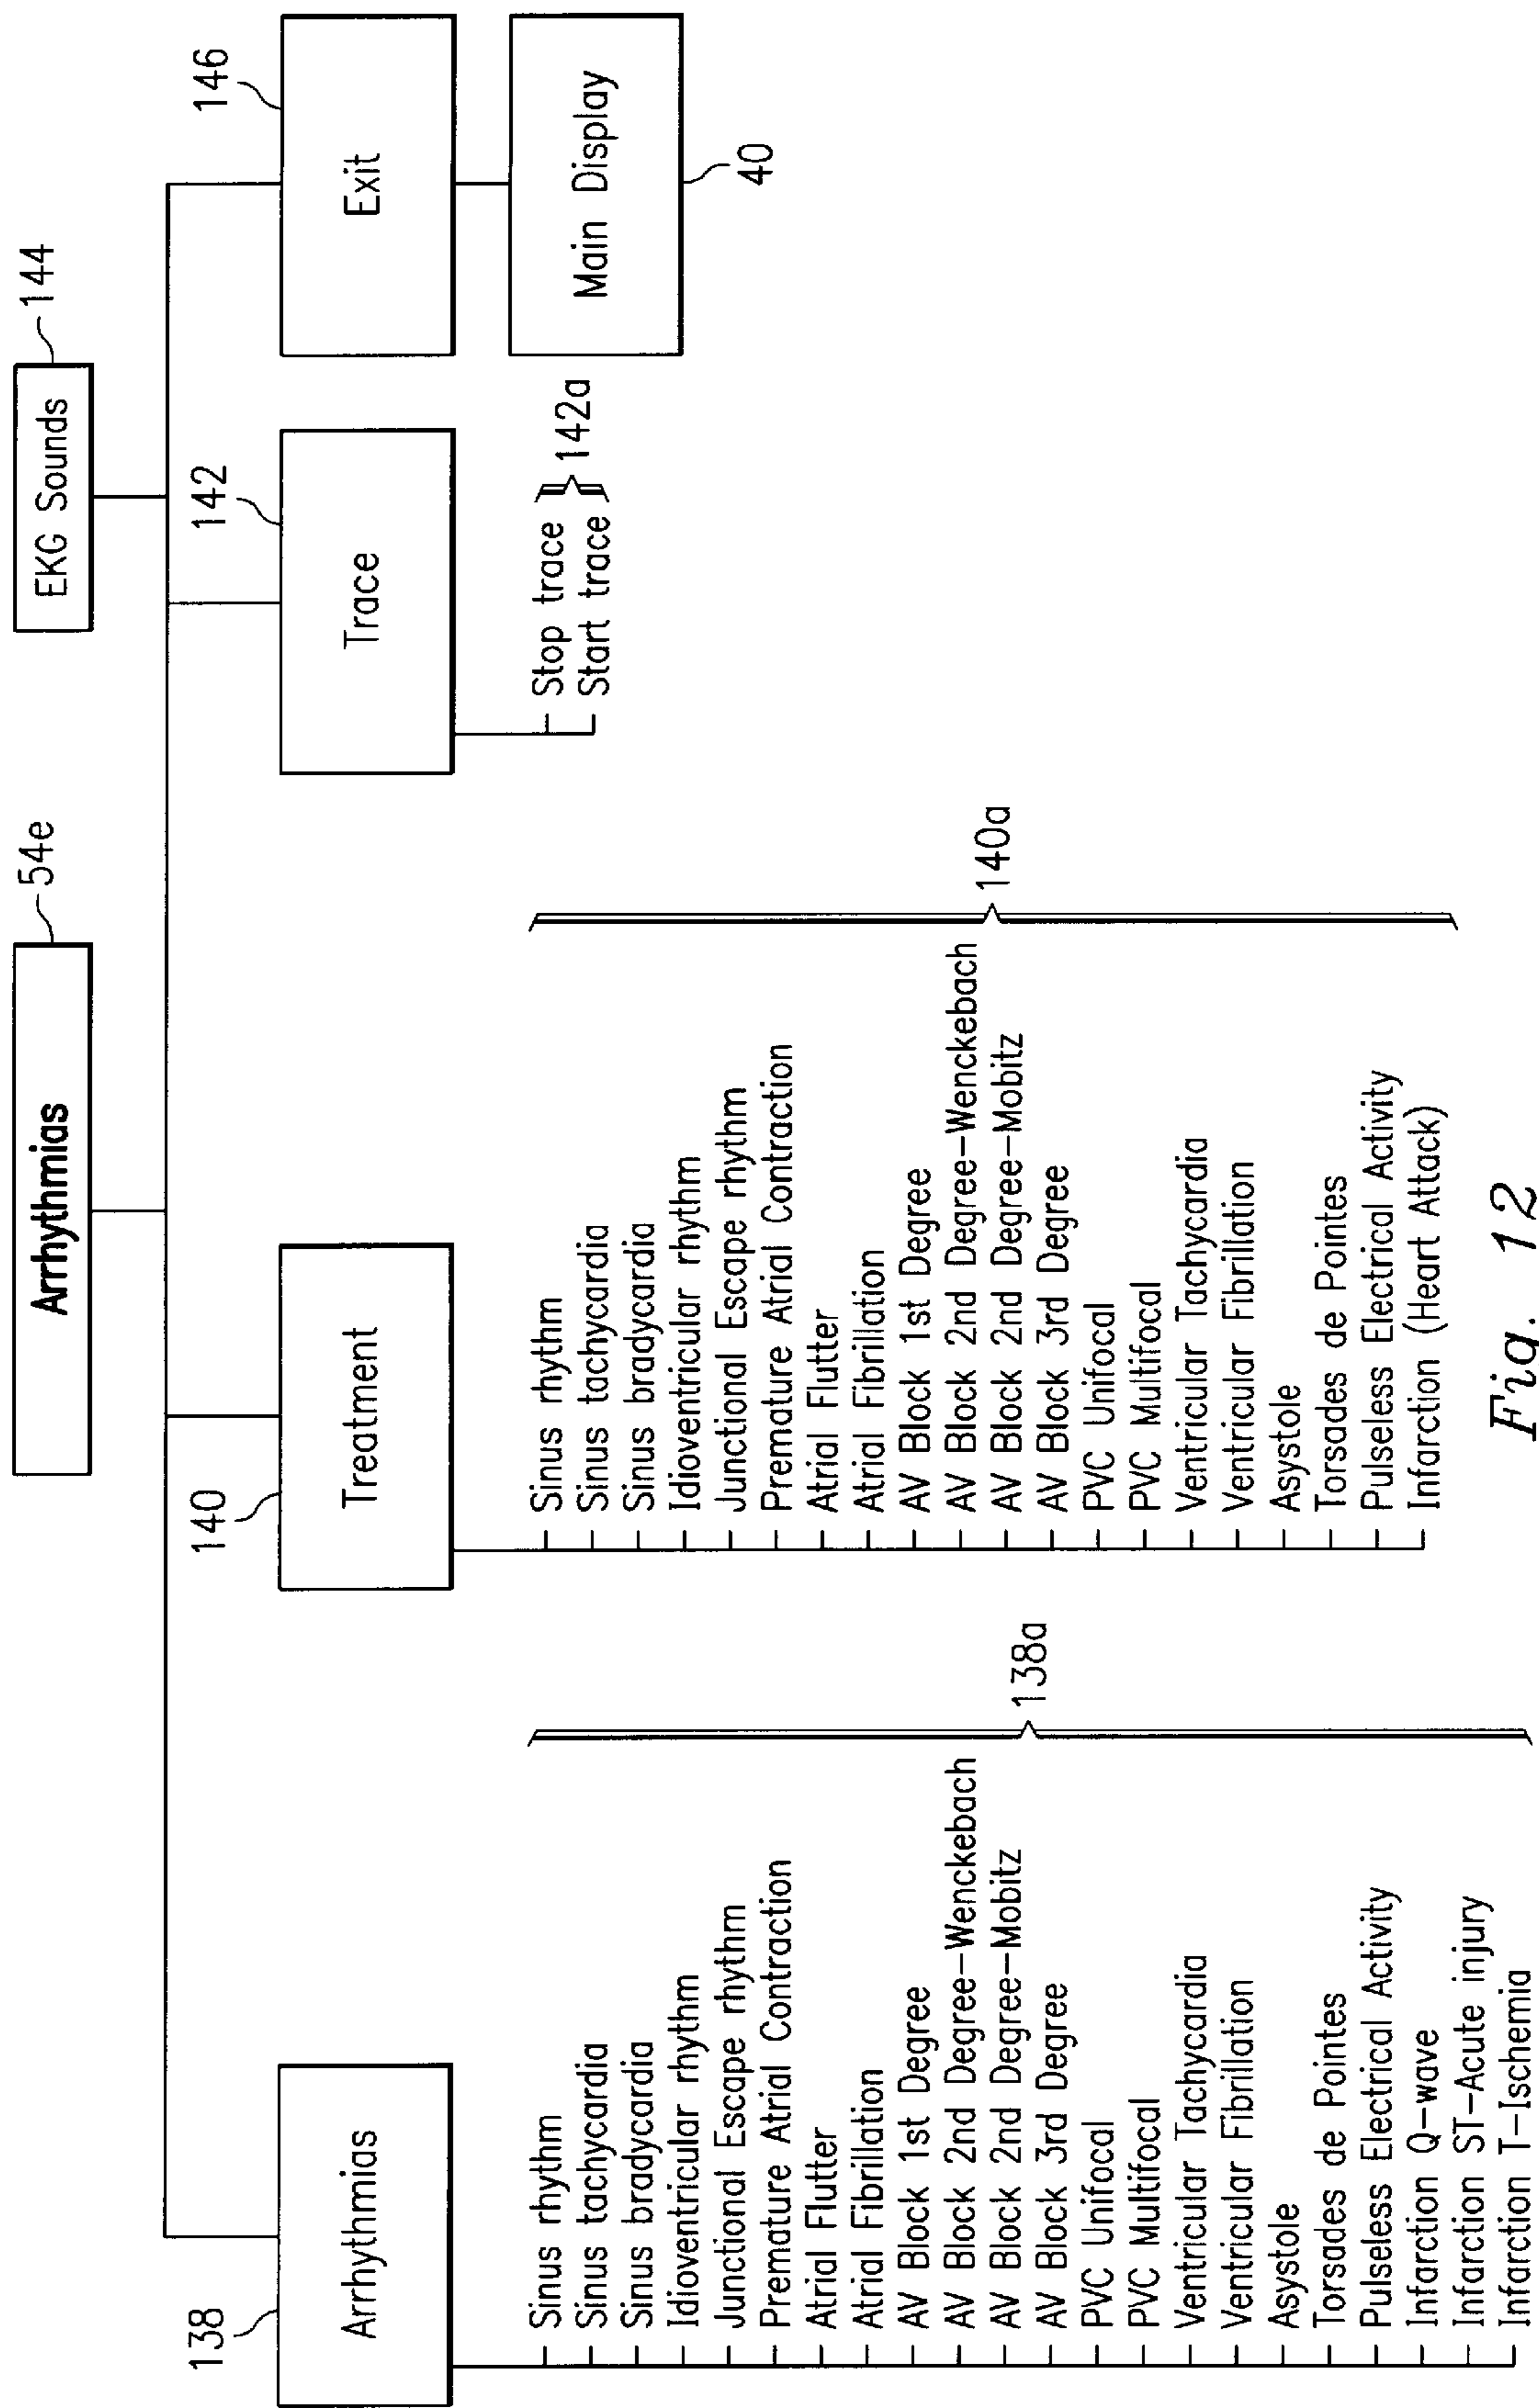 Arrhythmias
54e
EKG Sounds
144
138
Arrhythmias
140
Treatment
142
Trace
146
Exit
Main Display
40
Sinus rhythm
Sinus tachycardia
Sinus bradycardia
Idioventricular rhythm
Junctional Escape rhythm
Premature Atrial Contraction
Atrial Flutter
Atrial Fibrillation
AV Block 1st Degree
AV Block 2nd Degree-Wenckebach
AV Block 2nd Degree-Mobitz
AV Block 3rd Degree
PVC Unifocal
PVC Multifocal
Ventricular Tachycardia
Ventricular Fibrillation
Asystole
Torsades de Pointes
Pulseless Electrical Activity
Infarction Q-wave
Infarction ST-Acute injury
Infarction T-Ischemia
138a
Sinus rhythm
Sinus tachycardia
Sinus bradycardia
Idioventricular rhythm
Junctional Escape rhythm
Premature Atrial Contraction
Atrial Flutter
Atrial Fibrillation
AV Block 1st Degree
AV Block 2nd Degree-Wenckebach
AV Block 2nd Degree-Mobitz
AV Block 3rd Degree
PVC Unifocal
PVC Multifocal
Ventricular Tachycardia
Ventricular Fibrillation
Asystole
Torsades de Pointes
Pulseless Electrical Activity
Infarction (Heart Attack)
140a
Stop trace
Start trace
142a
Fig. 12